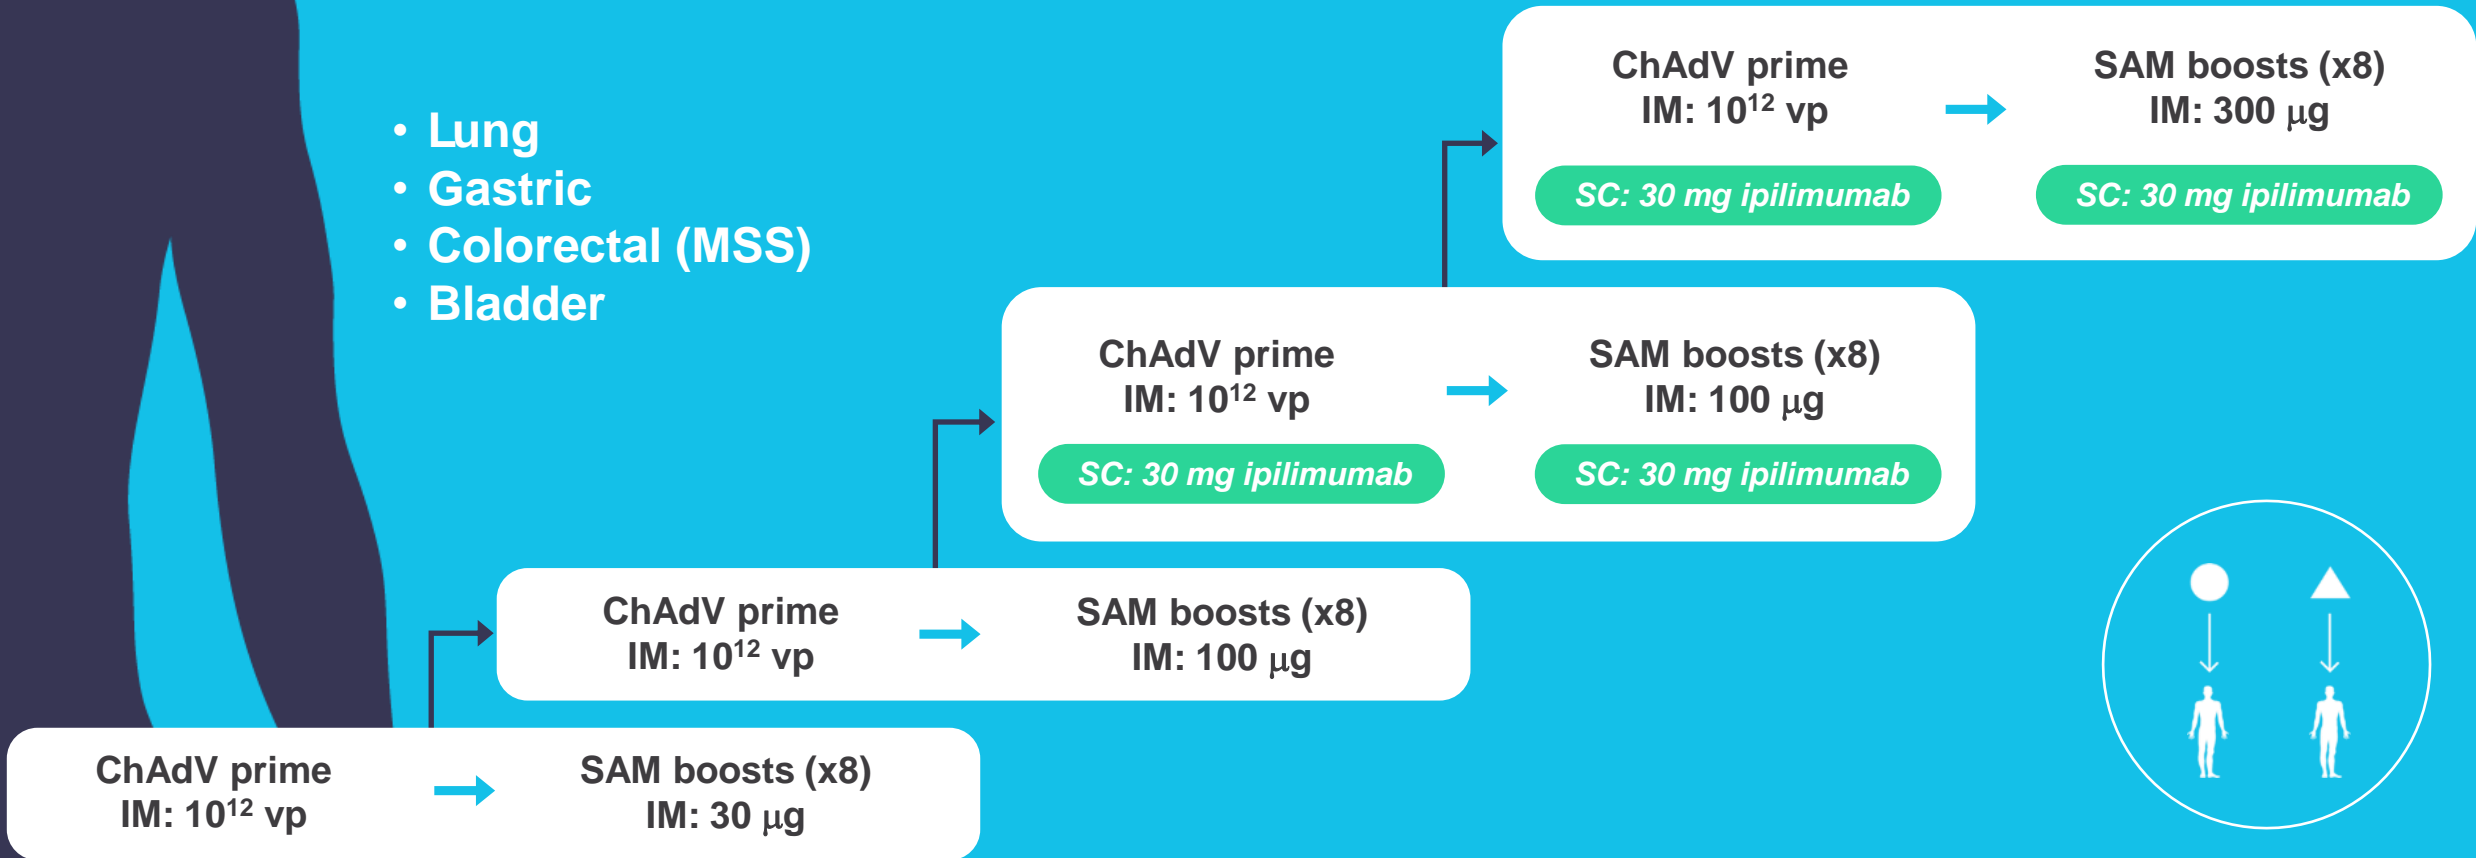 • Lung
• Gastric
• Colorectal (MSS)
• Bladder
ChAdV prime
IM: 10¹² vp
SAM boosts (x8)
IM: 300 μg
SC: 30 mg ipilimumab
SC: 30 mg ipilimumab
ChAdV prime
IM: 10¹² vp
SAM boosts (x8)
IM: 100 μg
SC: 30 mg ipilimumab
SC: 30 mg ipilimumab
ChAdV prime
IM: 10¹² vp
SAM boosts (x8)
IM: 100 μg
ChAdV prime
IM: 10¹² vp
SAM boosts (x8)
IM: 30 μg